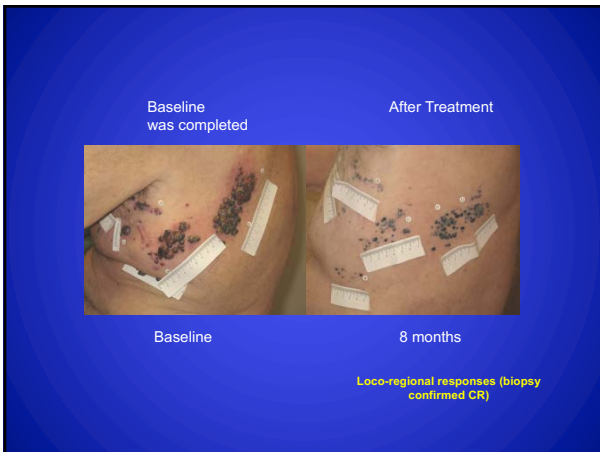 Baseline
was completed
After Treatment
Baseline
8 months
Loco-regional responses (biopsy
confirmed CR)